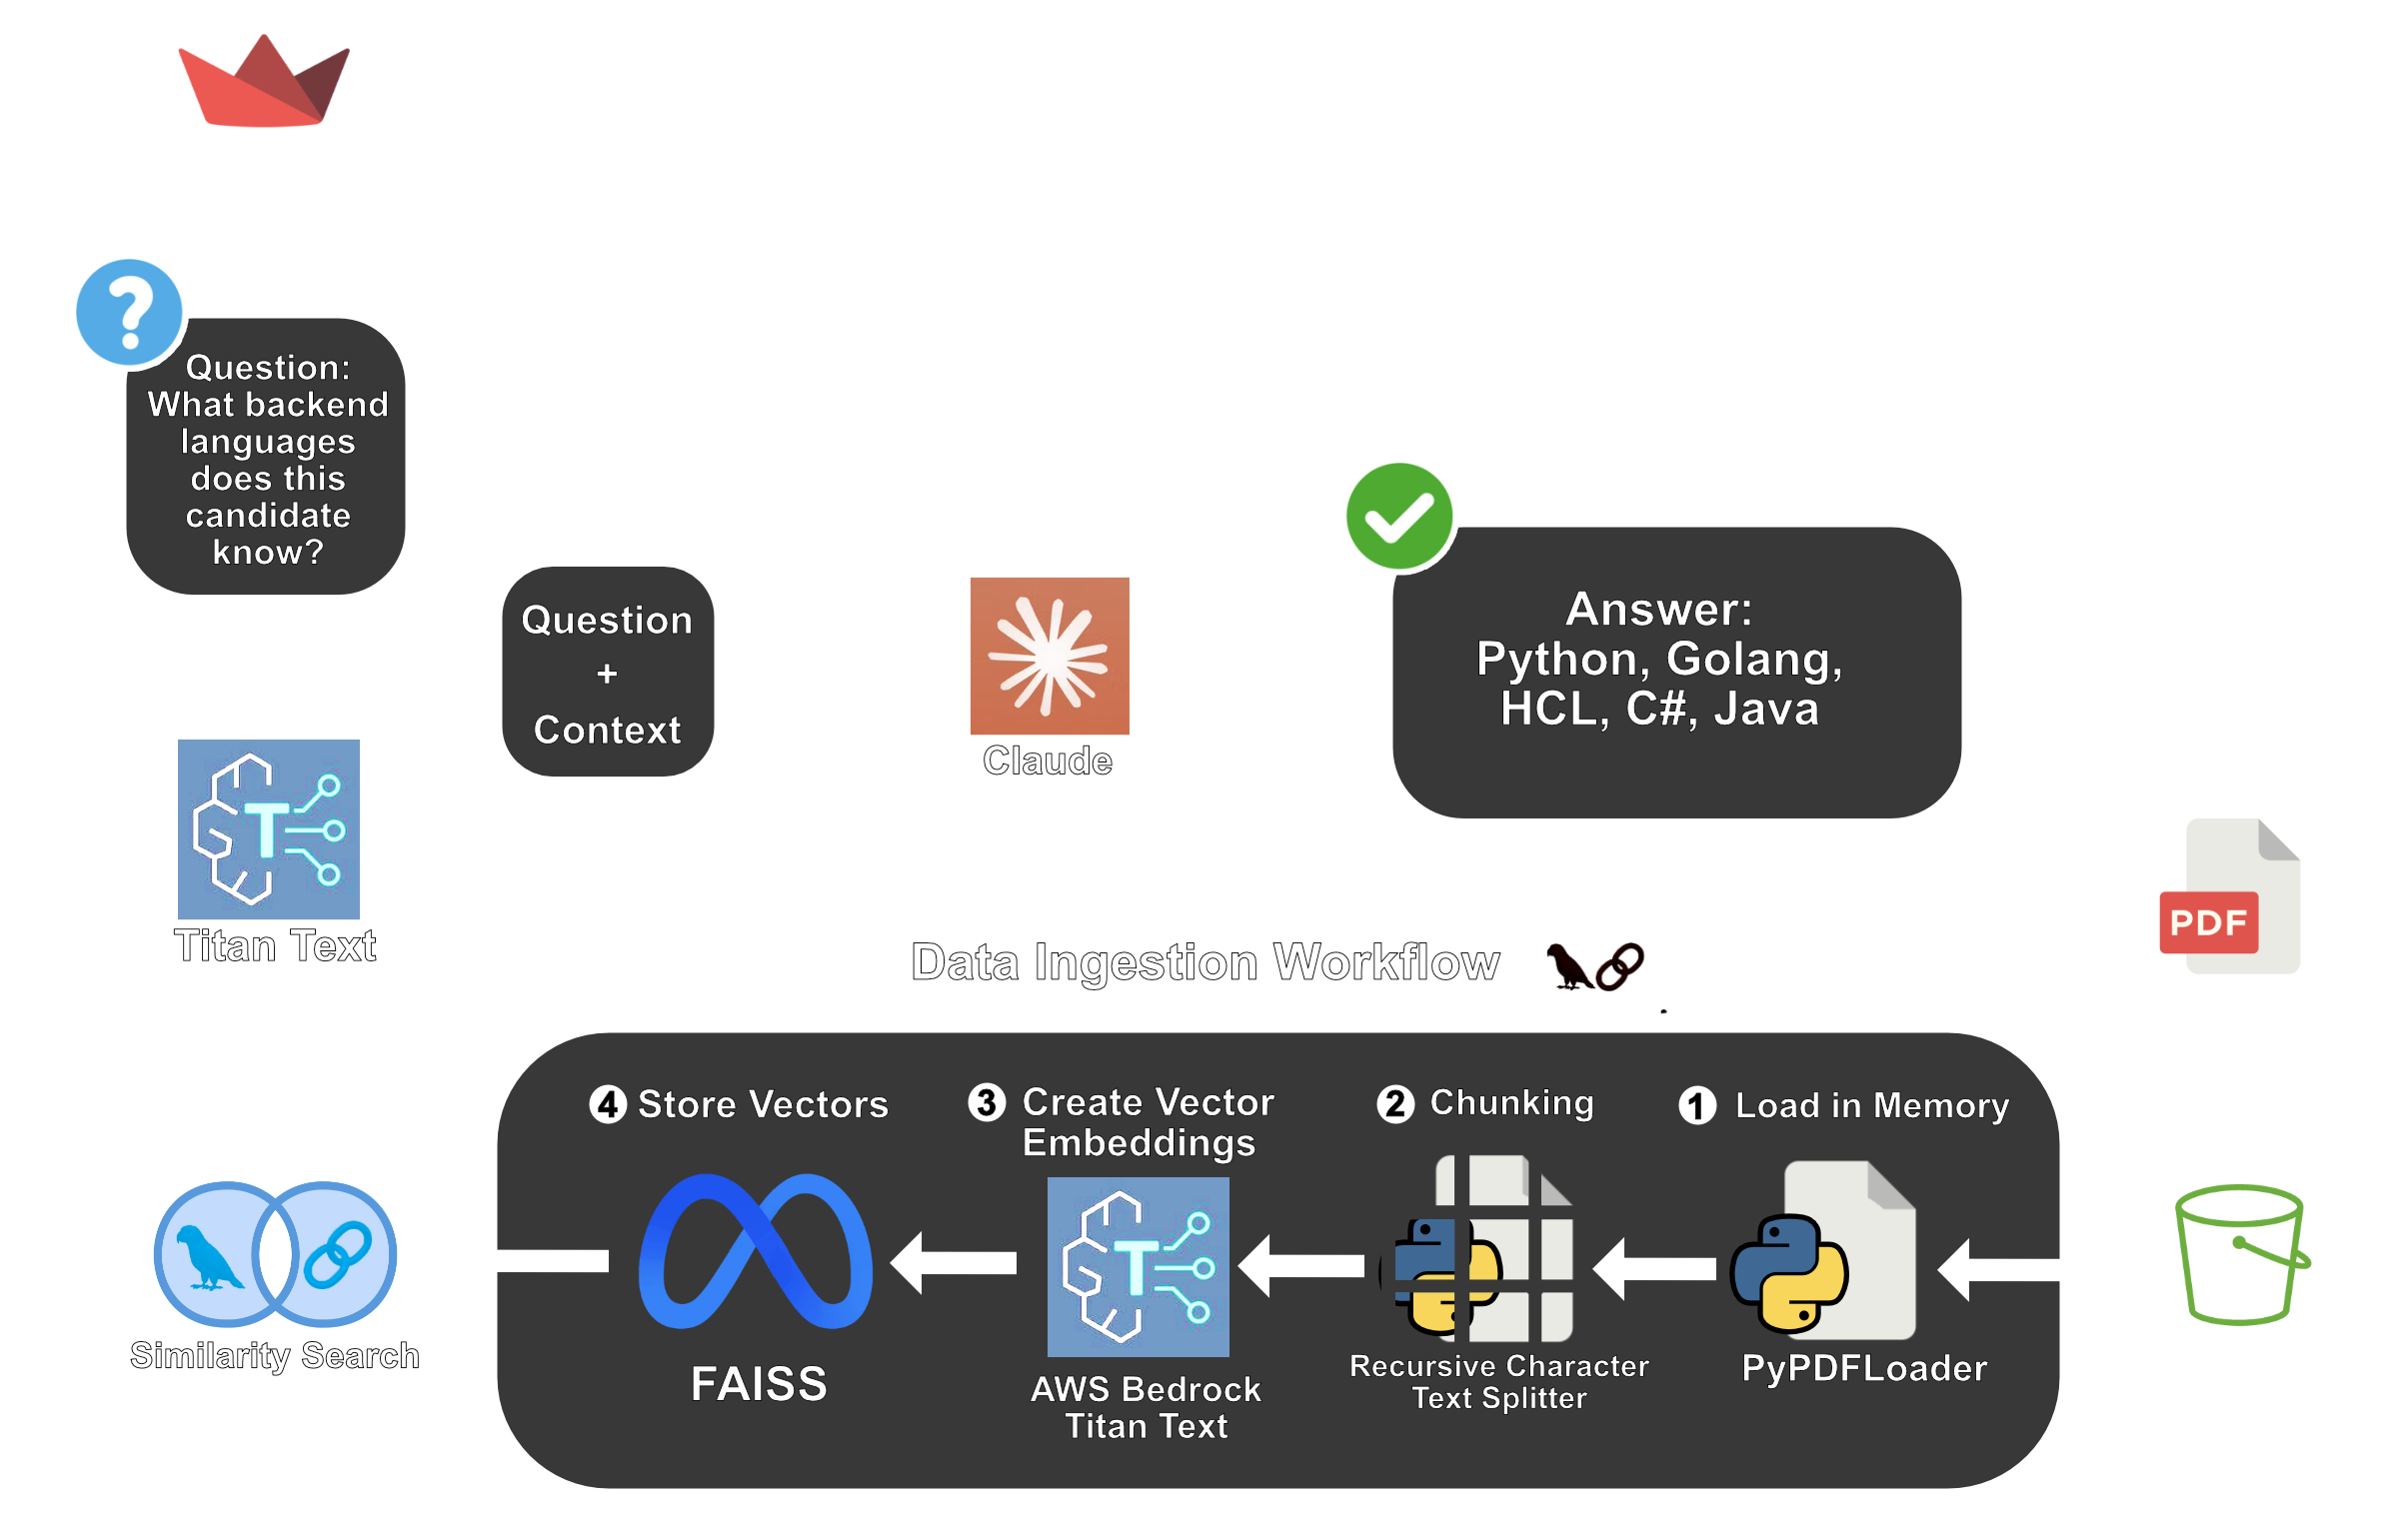 ?
Question:
What backend
languages
does this
candidate
know?
Question
+
Context
Claude
Answer:
Python, Golang,
HCL, C#, Java
T
Titan Text
PDF
Data Ingestion Workflow
4 Store Vectors
3 Create Vector
Embeddings
2 Chunking
1 Load in Memory
T
FAISS
AWS Bedrock
Titan Text
Recursive Character
Text Splitter
PyPDFLoader
Similarity Search